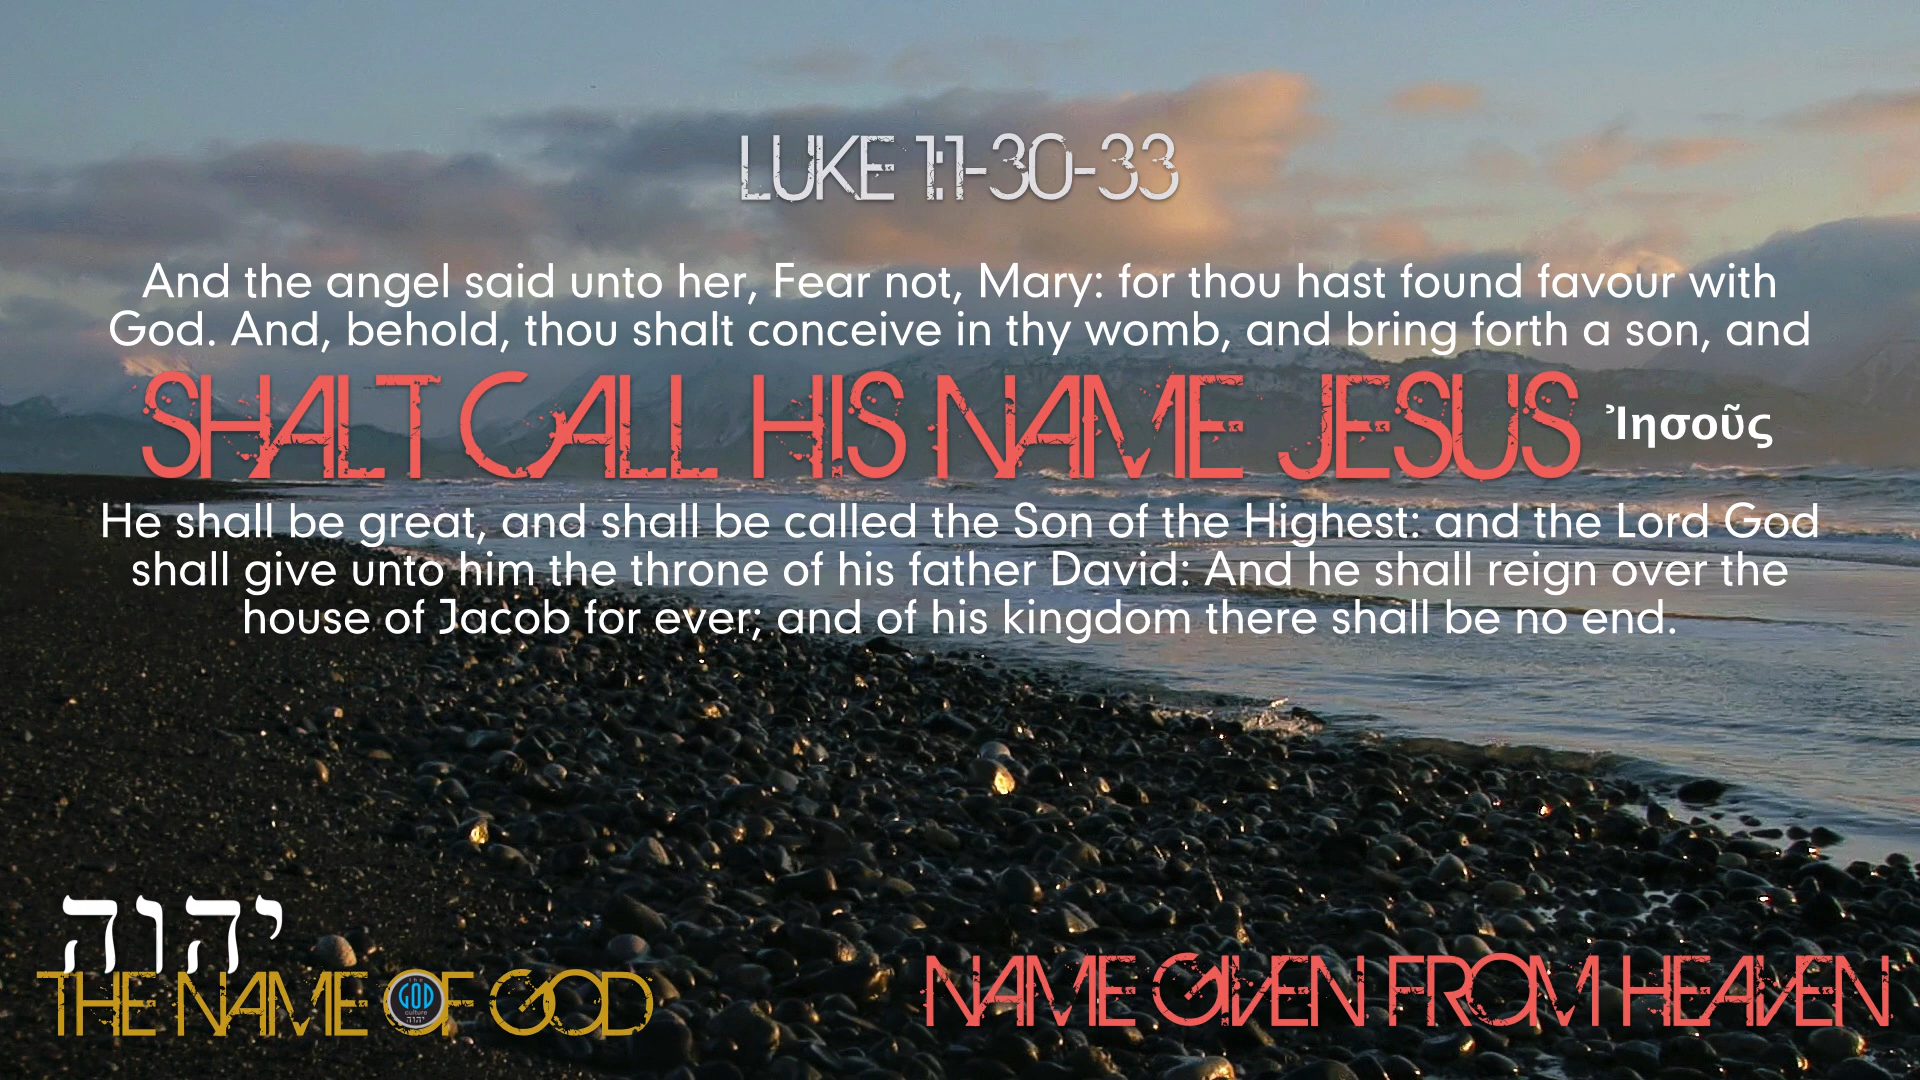 LUKE 1:1-30-33
And the angel said unto her, Fear not, Mary: for thou hast found favour with
God. And, behold, thou shalt conceive in thy womb, and bring forth a son, and
SHALT CALL HIS NAME JESUS Ἰησοῦς
He shall be great, and shall be called the Son of the Highest: and the Lord God
shall give unto him the throne of his father David: And he shall reign over the
house of Jacob for ever; and of his kingdom there shall be no end.
יהוה
THE NAME OF GOD
THE
GOD
culture
יהוה
NAME GIVEN FROM HEAVEN